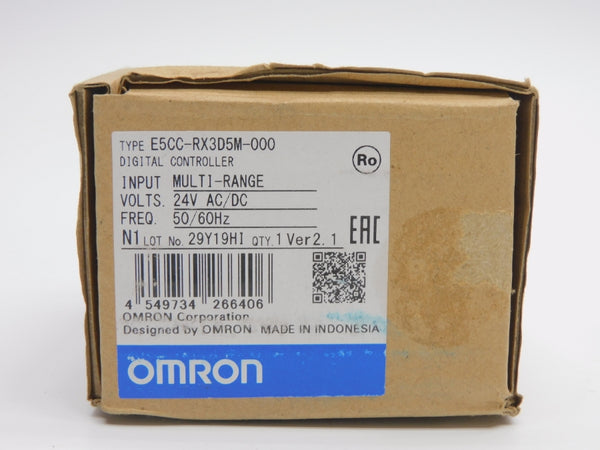 TYPE E5CC-RX3D5M-000
DIGITAL CONTROLLER
Ro
INPUT MULTI-RANGE
VOLTS. 24V AC/DC
FREQ. 50/60Hz
N1 LOT No. 29Y19HI QTY. 1 Ver2.1
EAC
4 549734 266406
OMRON Corporation
Designed by OMRON MADE IN INDONESIA
OMRON